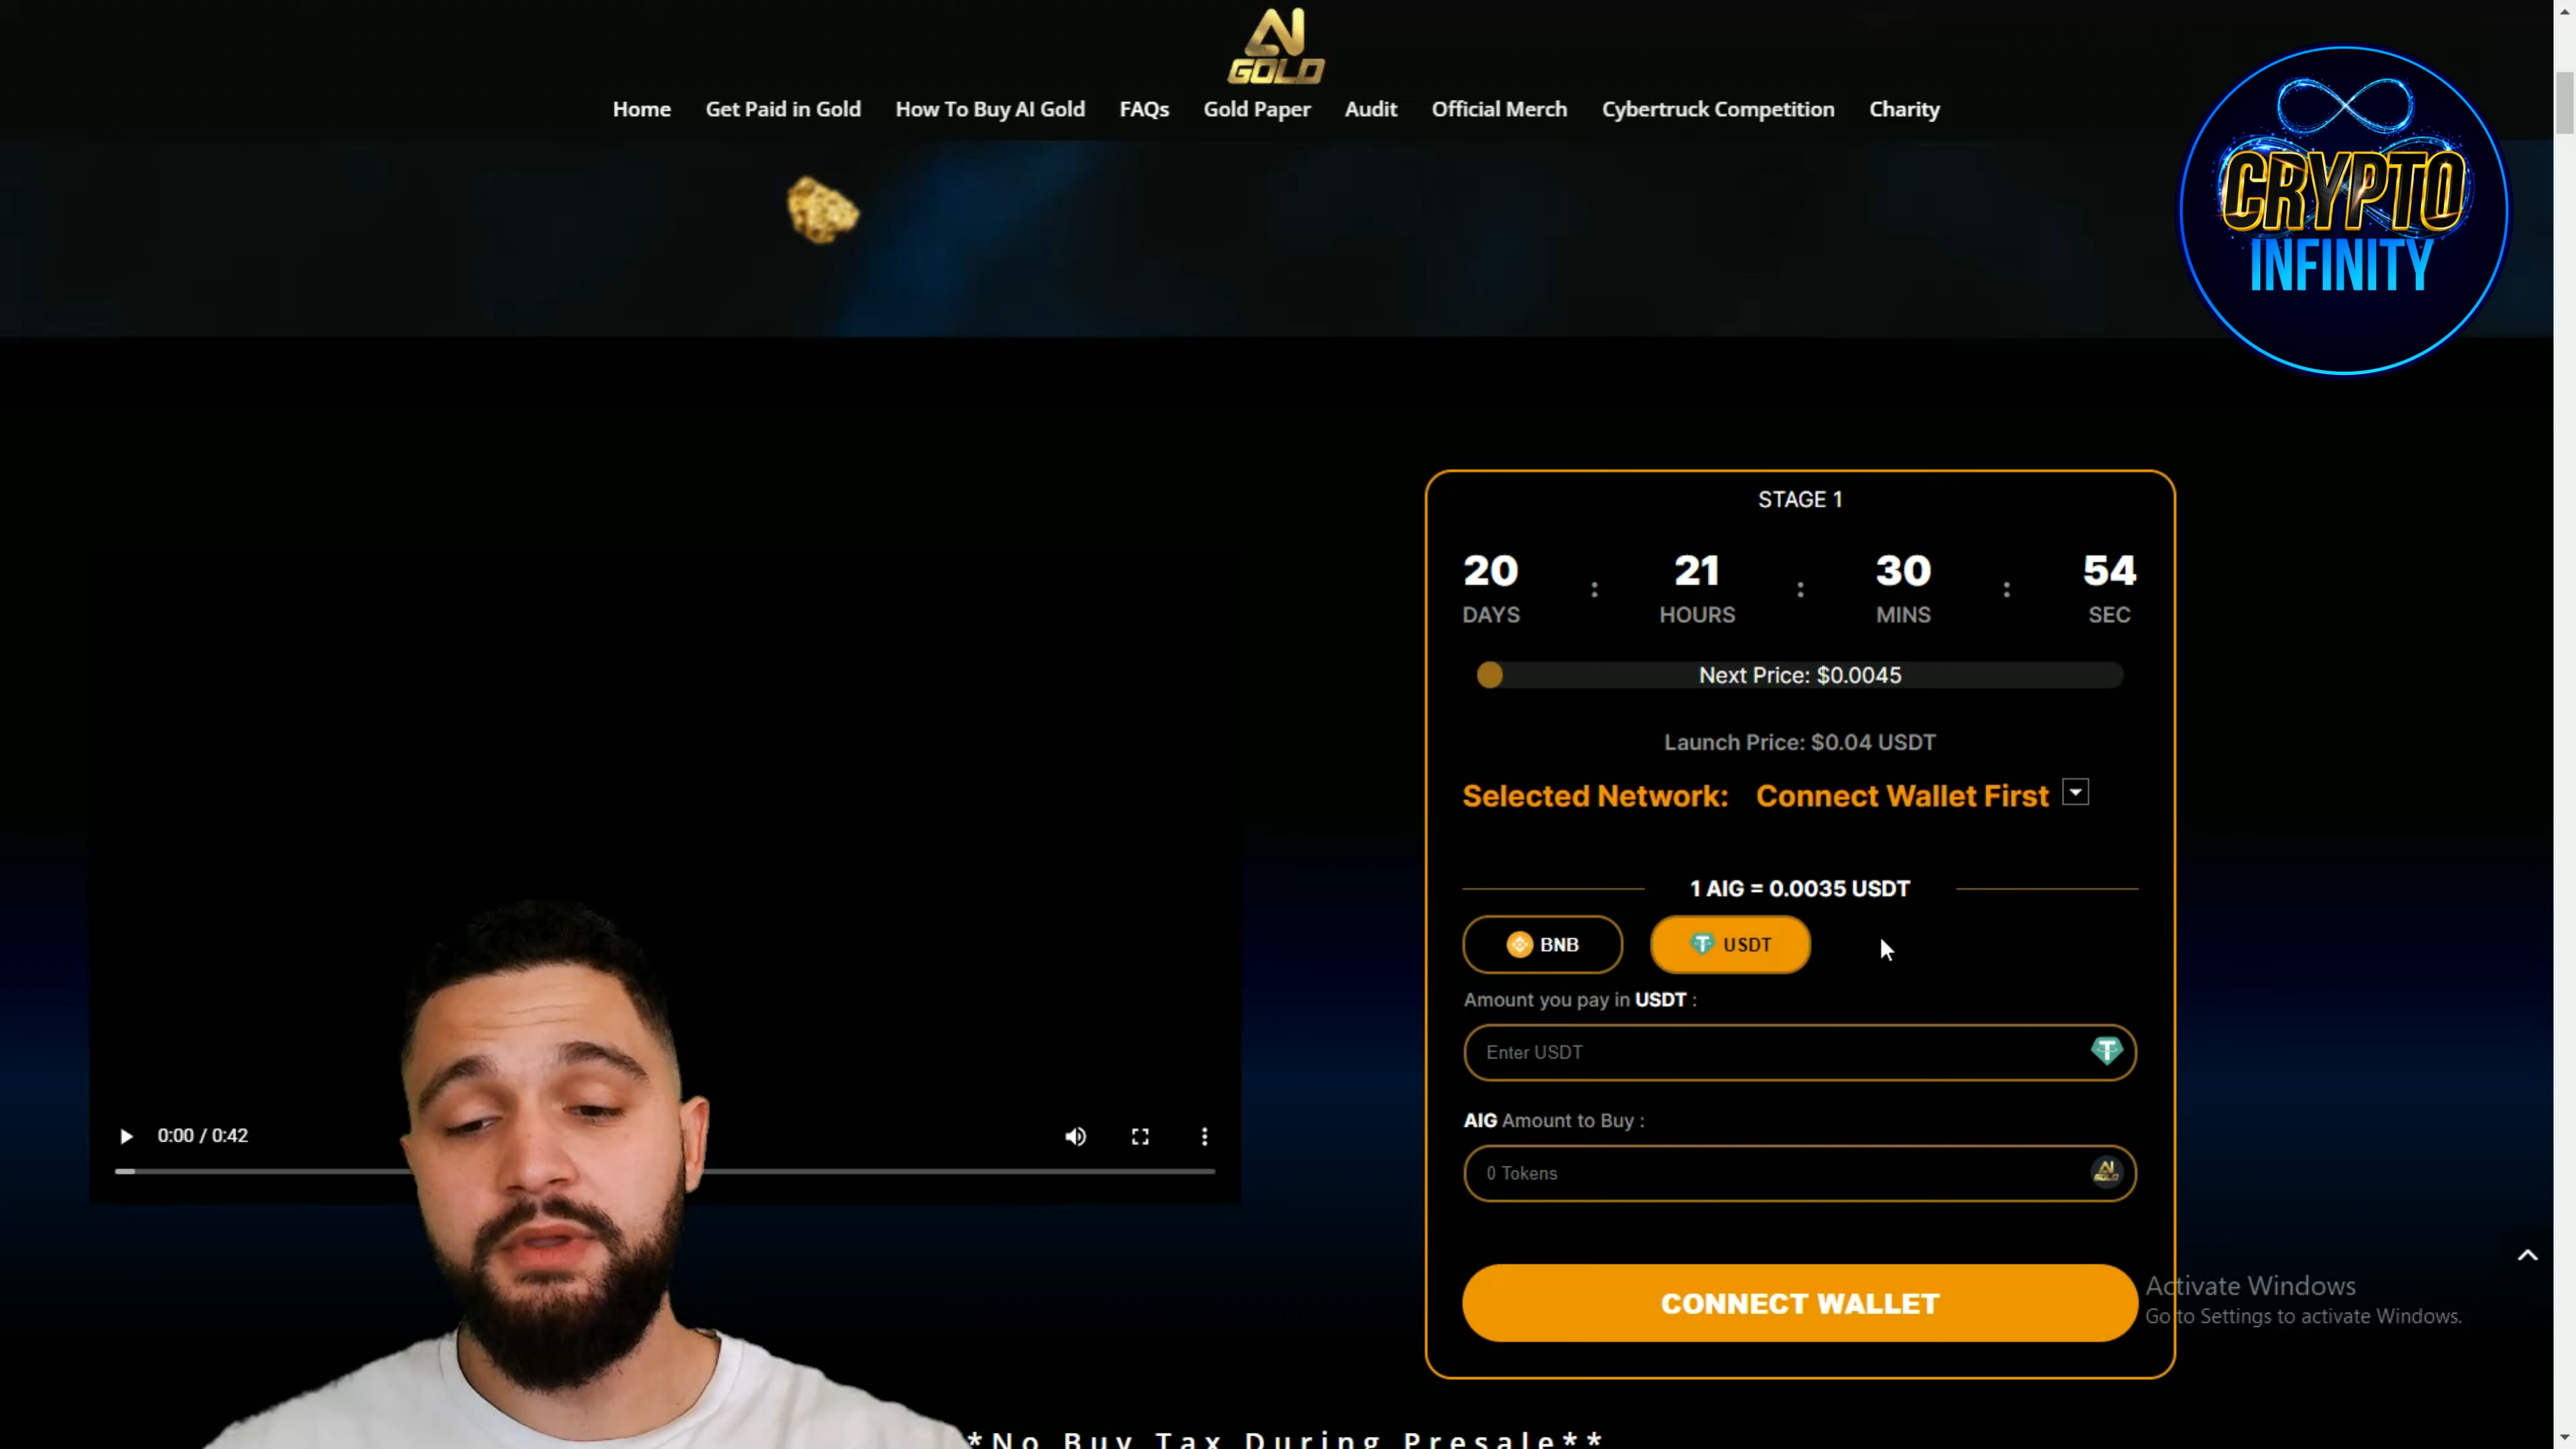 AI
GOLD
Home Get Paid in Gold How To Buy AI Gold FAQs Gold Paper Audit Official Merch Cybertruck Competition Charity
CRYPTO
INFINITY
STAGE 1
20 : 21 : 30 : 54
DAYS HOURS MINS SEC
Next Price: $0.0045
Launch Price: $0.04 USDT
Selected Network: Connect Wallet First
1 AIG = 0.0035 USDT
BNB USDT
Amount you pay in USDT :
Enter USDT
AIG Amount to Buy :
0 Tokens
AI
GOLD
0:00 / 0:42
CONNECT WALLET
Activate Windows
Go to Settings to activate Windows.
*No Buy Tax During Presale**